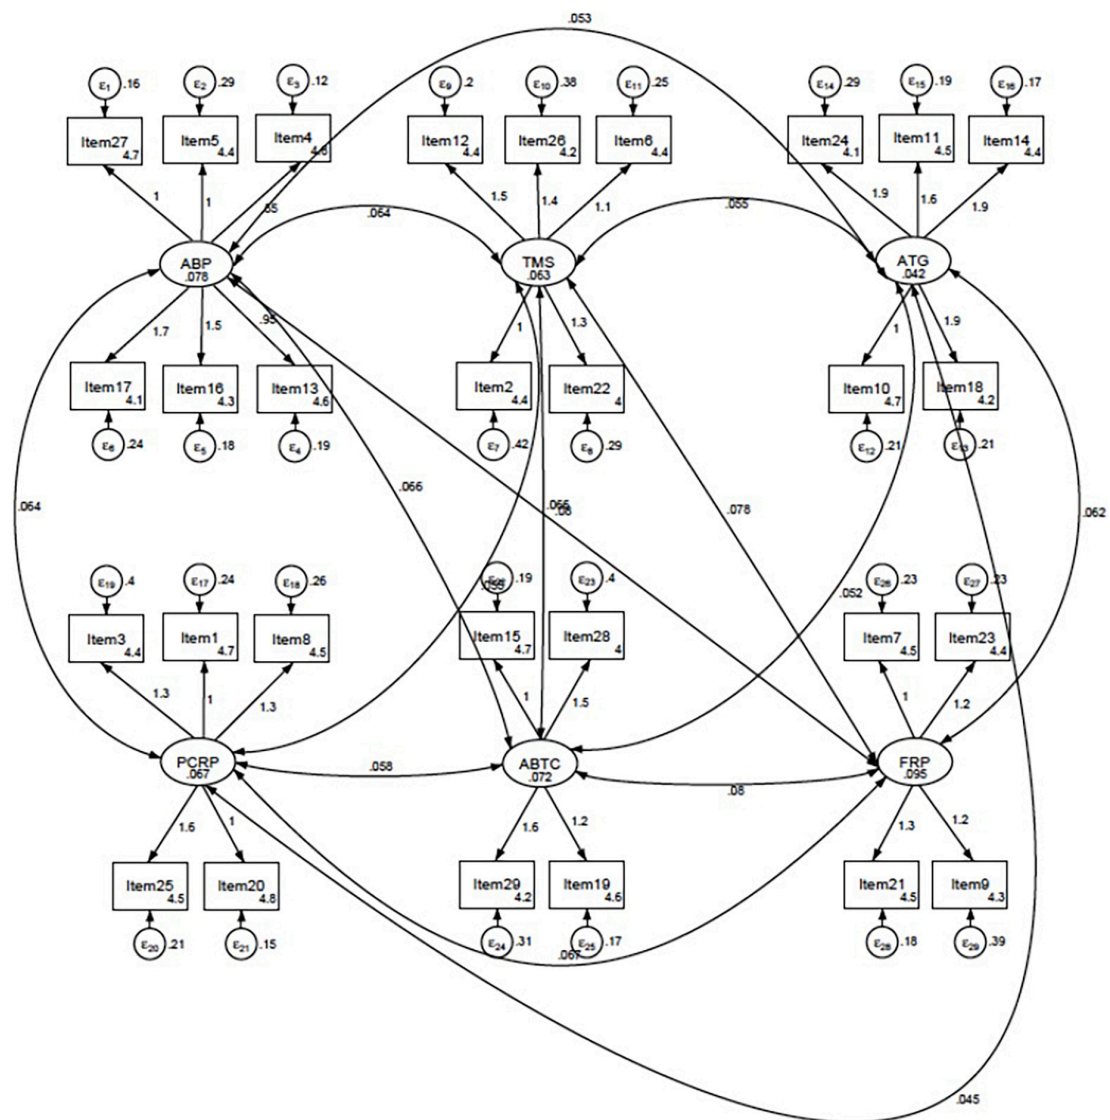 .053
ε1 .16 ε2 .29 ε3 .12 ε9 .2 ε10 .38 ε11 .25 ε14 .29 ε15 .19 ε16 .17
Item27 Item5 Item4 Item12 Item26 Item6 Item24 Item11 Item14
4.7 4.4 4.4 4.2 4.4 4.1 4.5 4.4
1 1 1.5 1.4 1.1 1.9 1.6 1.9
.064 .055
ABP TMS ATG
.078 .063 .042
1.7 1.5 .95 1 1.3 1 1.9
Item17 Item16 Item13 Item2 Item22 Item10 Item18
4.1 4.3 4.6 4.4 4 4.7 4.2
ε6 .24 ε5 .18 ε4 .19 ε7 .42 ε8 .29 ε12 .21 ε13 .21
.064 .066 .078 .062
ε19 .4 ε17 .24 ε18 .26 .19 ε23 .4 ε26 .23 ε27 .23
.052
Item3 Item1 Item8 Item15 Item28 Item7 Item23
4.4 4.7 4.5 4.7 4 4.5 4.4
1.3 1 1.3 1 1.5 1 1.2
PCRP .058 ABTC .08 FRP
.067 .072 .095
1.6 1 1.6 1.2 1.3 1.2
Item25 Item20 Item29 Item19 Item21 Item9
4.5 4.8 4.2 4.6 4.5 4.3
ε20 .21 ε21 .15 ε24 .31 ε25 .17 ε28 .18 ε29 .39
.067
.045